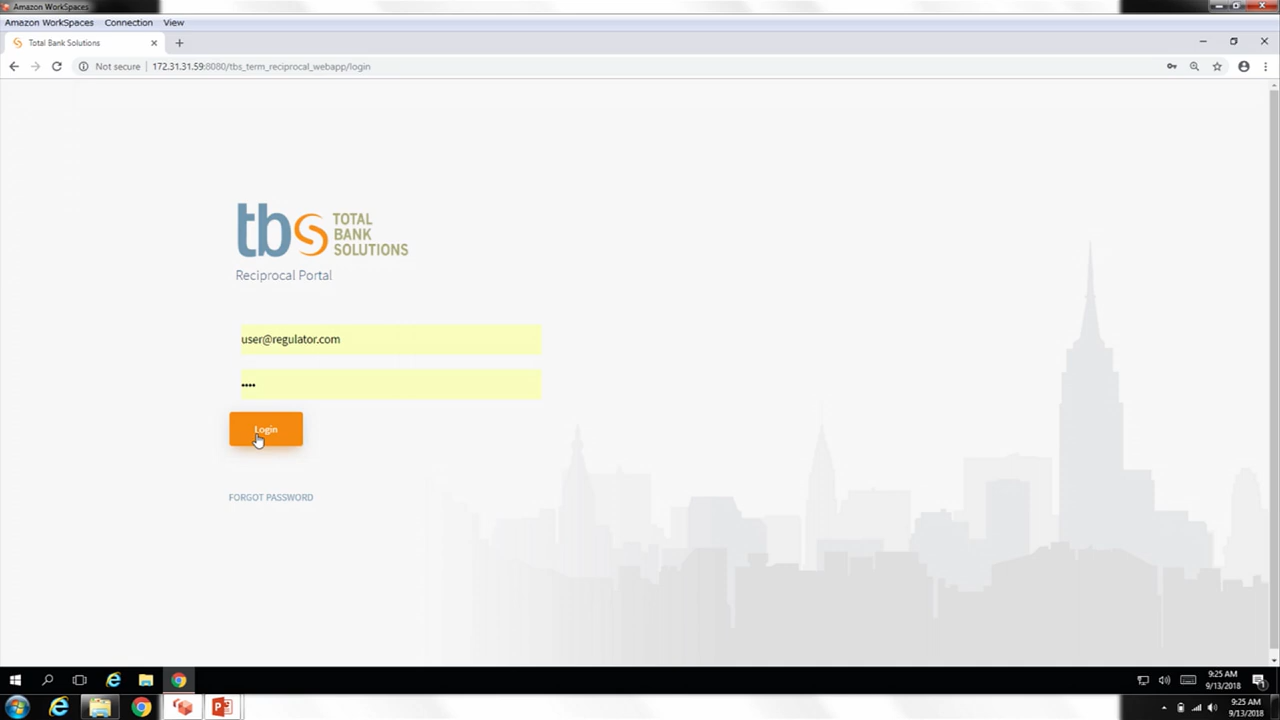 Amazon WorkSpaces
Amazon WorkSpaces Connection View
Total Bank Solutions
Not secure 172.31.31.59:8080/tbs_term_reciprocal_webapp/login
tbs TOTAL
BANK
SOLUTIONS
Reciprocal Portal
user@regulator.com
••••
Login
FORGOT PASSWORD
9:25 AM
9/13/2018
1
9:25 AM
9/13/2018